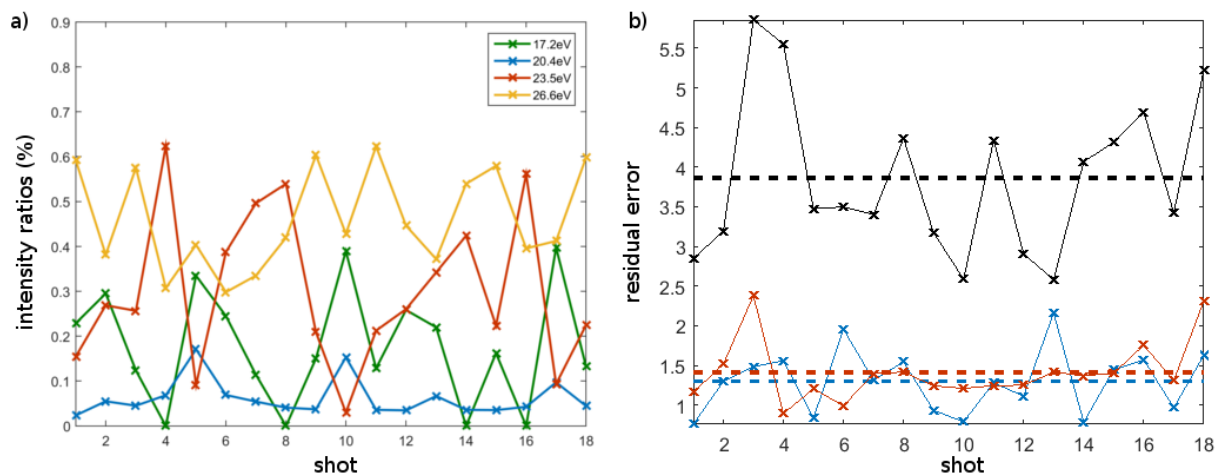 a)
0.9
0.8
0.7
0.6
0.5
0.4
0.3
0.2
0.1
0
intensity ratios (%)
17.2eV
20.4eV
23.5eV
26.6eV
2 4 6 8 10 12 14 16 18
shot
b)
5.5
5
4.5
4
3.5
3
2.5
2
1.5
1
residual error
2 4 6 8 10 12 14 16 18
shot